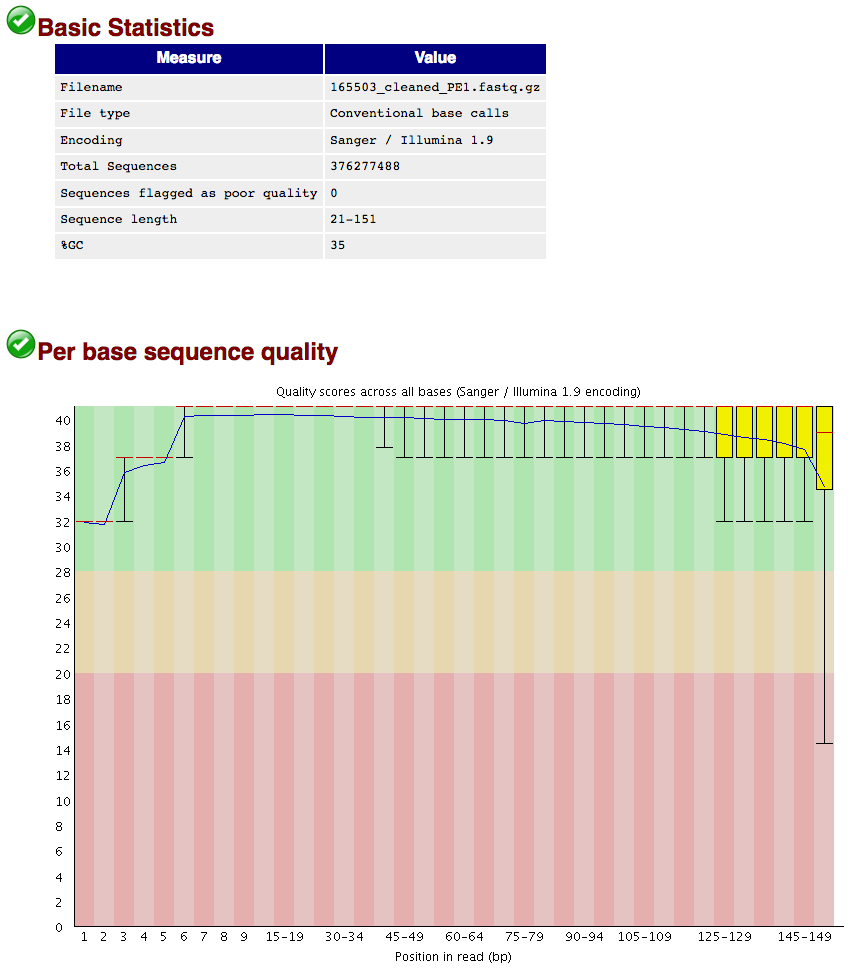 Basic Statistics
Measure Value
Filename 165503_cleaned_PE1.fastq.gz
File type Conventional base calls
Encoding Sanger / Illumina 1.9
Total Sequences 376277488
Sequences flagged as poor quality 0
Sequence length 21-151
%GC 35
Per base sequence quality
Quality scores across all bases (Sanger / Illumina 1.9 encoding)
40
38
36
34
32
30
28
26
24
22
20
18
16
14
12
10
8
6
4
2
0
1 2 3 4 5 6 7 8 9 15-19 30-34 45-49 60-64 75-79 90-94 105-109 125-129 145-149
Position in read (bp)